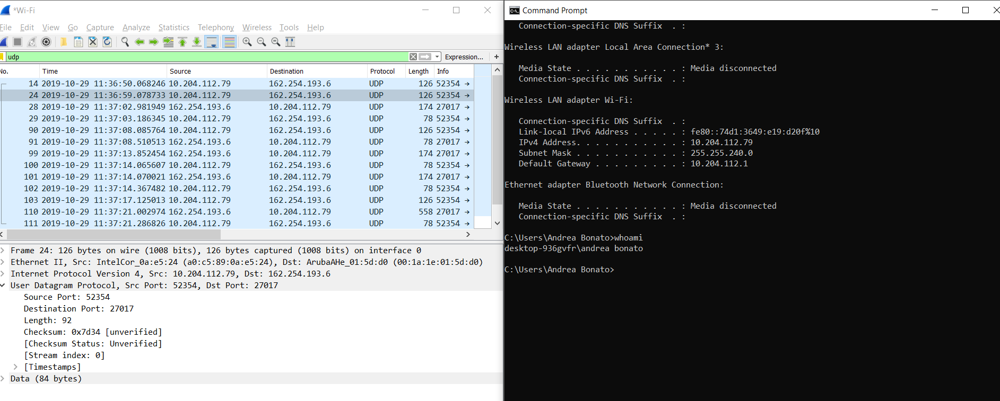 *Wi-Fi
File Edit View Go Capture Analyze Statistics Telephony Wireless Tools Help
udp Expression... +
No. Time Source Destination Protocol Length Info
14 2019-10-29 11:36:50.068246 10.204.112.79 162.254.193.6 UDP 126 52354 →
24 2019-10-29 11:36:59.078733 10.204.112.79 162.254.193.6 UDP 126 52354 →
28 2019-10-29 11:37:02.981949 162.254.193.6 10.204.112.79 UDP 174 27017 →
29 2019-10-29 11:37:03.186345 10.204.112.79 162.254.193.6 UDP 78 52354 →
90 2019-10-29 11:37:08.085764 10.204.112.79 162.254.193.6 UDP 126 52354 →
91 2019-10-29 11:37:08.510513 162.254.193.6 10.204.112.79 UDP 78 27017 →
99 2019-10-29 11:37:13.852454 162.254.193.6 10.204.112.79 UDP 174 27017 →
100 2019-10-29 11:37:14.065607 10.204.112.79 162.254.193.6 UDP 78 52354 →
101 2019-10-29 11:37:14.070021 162.254.193.6 10.204.112.79 UDP 174 27017 →
102 2019-10-29 11:37:14.367482 10.204.112.79 162.254.193.6 UDP 78 52354 →
103 2019-10-29 11:37:17.125013 10.204.112.79 162.254.193.6 UDP 126 52354 →
110 2019-10-29 11:37:21.002974 162.254.193.6 10.204.112.79 UDP 558 27017 →
111 2019-10-29 11:37:21.286826 10.204.112.79 162.254.193.6 UDP 78 52354 →
Frame 24: 126 bytes on wire (1008 bits), 126 bytes captured (1008 bits) on interface 0
Ethernet II, Src: IntelCor_0a:e5:24 (a0:c5:89:0a:e5:24), Dst: ArubaAHe_01:5d:d0 (00:1a:1e:01:5d:d0)
Internet Protocol Version 4, Src: 10.204.112.79, Dst: 162.254.193.6
User Datagram Protocol, Src Port: 52354, Dst Port: 27017
Source Port: 52354
Destination Port: 27017
Length: 92
Checksum: 0x7d34 [unverified]
[Checksum Status: Unverified]
[Stream index: 0]
[Timestamps]
Data (84 bytes)
Command Prompt
Connection-specific DNS Suffix . :
Wireless LAN adapter Local Area Connection* 3:
Media State . . . . . . . . . . . : Media disconnected
Connection-specific DNS Suffix . :
Wireless LAN adapter Wi-Fi:
Connection-specific DNS Suffix . :
Link-local IPv6 Address . . . . . : fe80::74d1:3649:e19:d20f%10
IPv4 Address. . . . . . . . . . . : 10.204.112.79
Subnet Mask . . . . . . . . . . . : 255.255.240.0
Default Gateway . . . . . . . . . : 10.204.112.1
Ethernet adapter Bluetooth Network Connection:
Media State . . . . . . . . . . . : Media disconnected
Connection-specific DNS Suffix . :
C:\Users\Andrea Bonato>whoami
desktop-936gvfr\andrea bonato
C:\Users\Andrea Bonato>